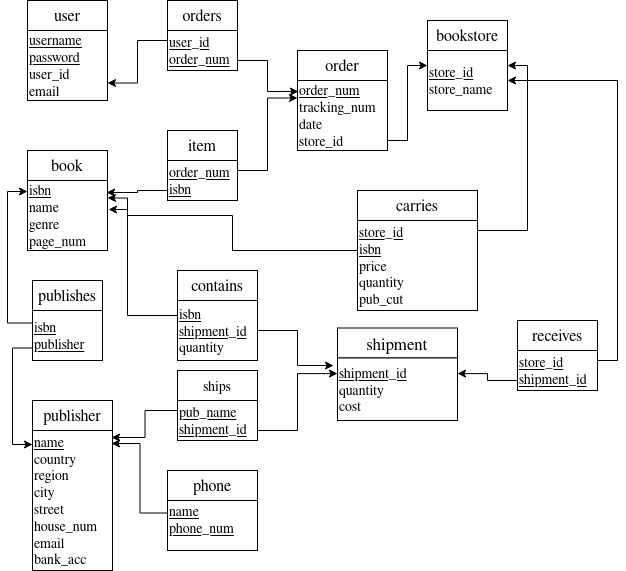 user
username
password
user_id
email
orders
user_id
order_num
order
order_num
tracking_num
date
store_id
bookstore
store_id
store_name
item
order_num
isbn
book
isbn
name
genre
page_num
carries
store_id
isbn
price
quantity
pub_cut
publishes
isbn
publisher
contains
isbn
shipment_id
quantity
shipment
shipment_id
quantity
cost
receives
store_id
shipment_id
ships
pub_name
shipment_id
publisher
name
country
region
city
street
house_num
email
bank_acc
phone
name
phone_num